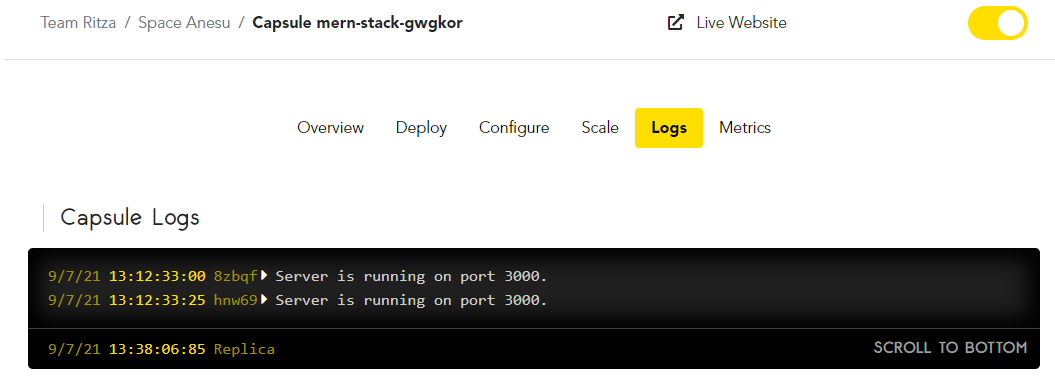 Team Ritza / Space Anesu / Capsule mern-stack-gwgkor Live Website
Overview Deploy Configure Scale Logs Metrics
Capsule Logs
9/7/21 13:12:33:00 8zbqf Server is running on port 3000.
9/7/21 13:12:33:25 hnw69 Server is running on port 3000.
9/7/21 13:38:06:85 Replica SCROLL TO BOTTOM